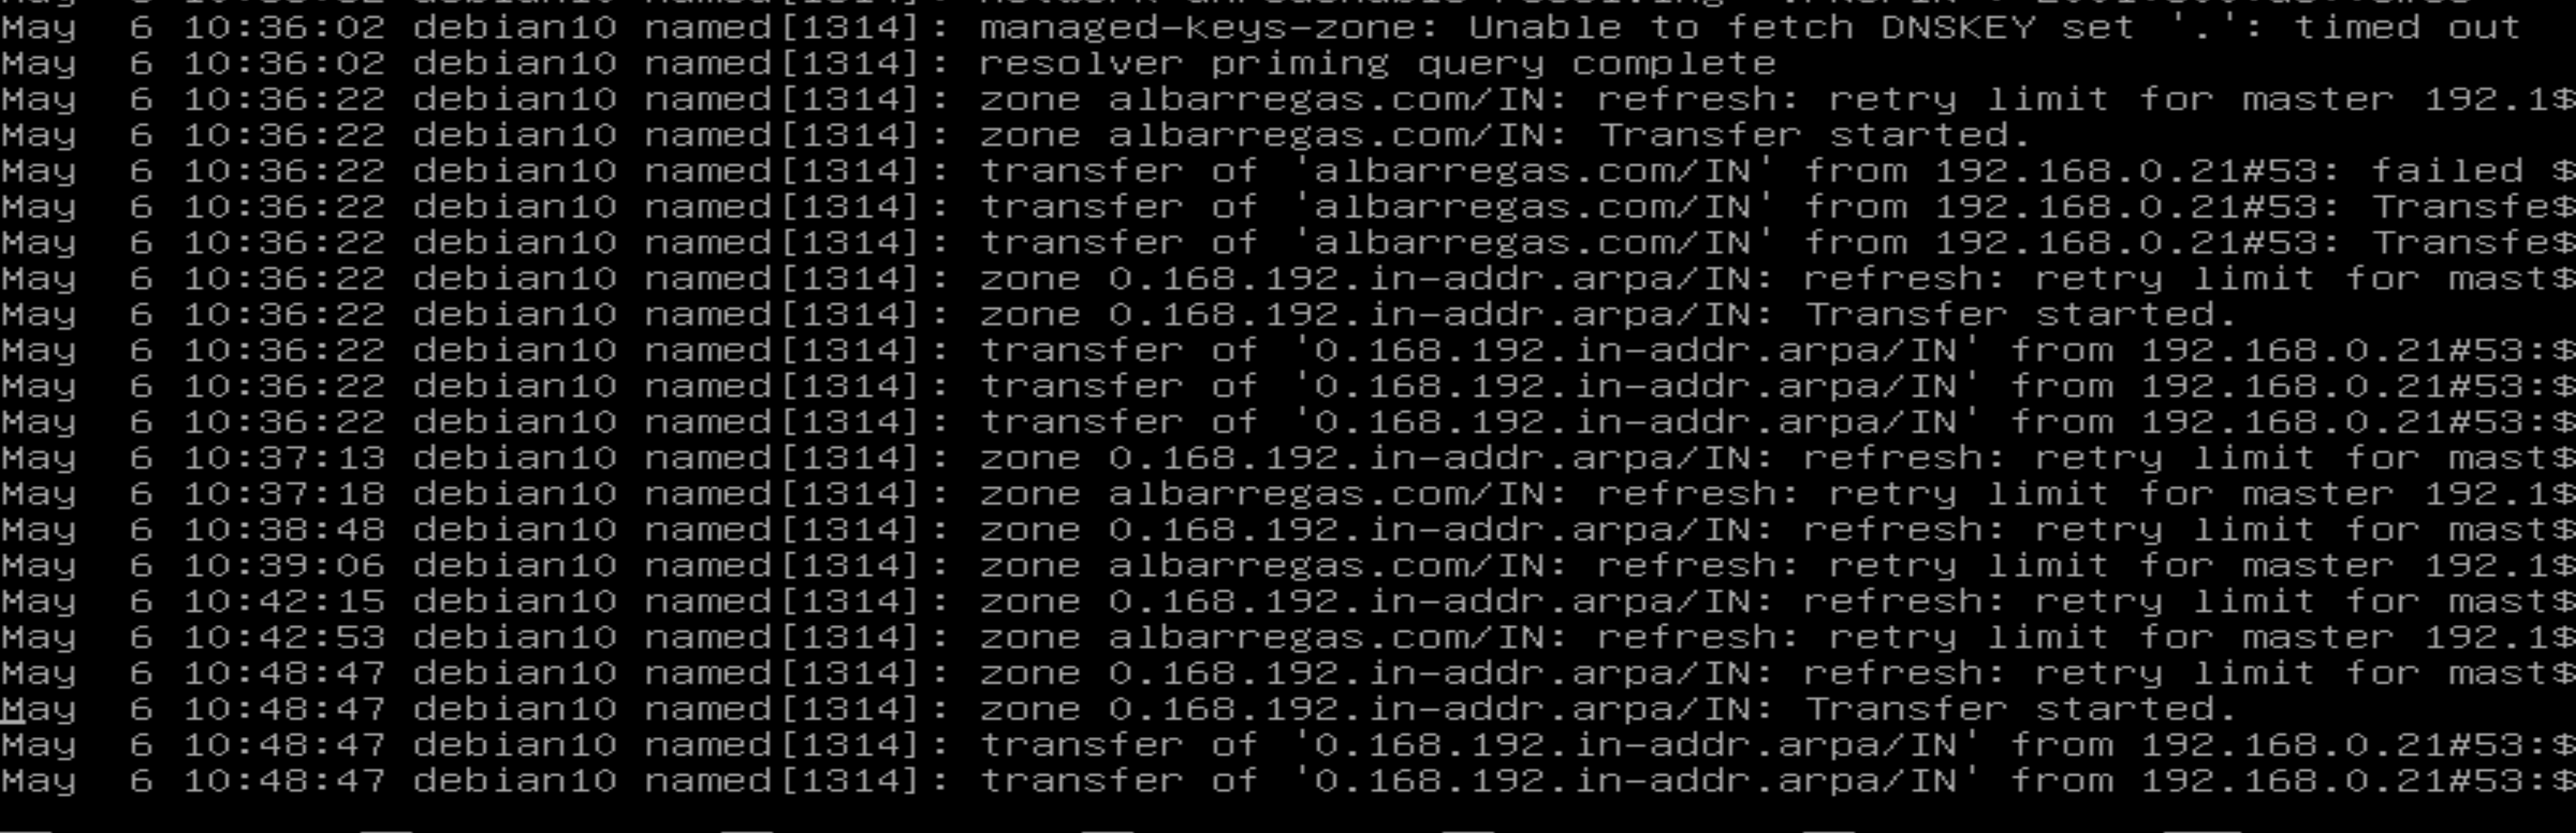 May  6 10:36:02 debian10 named[1314]: managed-keys-zone: Unable to fetch DNSKEY set '.': timed out
May  6 10:36:02 debian10 named[1314]: resolver priming query complete
May  6 10:36:22 debian10 named[1314]: zone albarregas.com/IN: refresh: retry limit for master 192.1$
May  6 10:36:22 debian10 named[1314]: zone albarregas.com/IN: Transfer started.
May  6 10:36:22 debian10 named[1314]: transfer of 'albarregas.com/IN' from 192.168.0.21#53: failed $
May  6 10:36:22 debian10 named[1314]: transfer of 'albarregas.com/IN' from 192.168.0.21#53: Transfe$
May  6 10:36:22 debian10 named[1314]: transfer of 'albarregas.com/IN' from 192.168.0.21#53: Transfe$
May  6 10:36:22 debian10 named[1314]: zone 0.168.192.in-addr.arpa/IN: refresh: retry limit for mast$
May  6 10:36:22 debian10 named[1314]: zone 0.168.192.in-addr.arpa/IN: Transfer started.
May  6 10:36:22 debian10 named[1314]: transfer of '0.168.192.in-addr.arpa/IN' from 192.168.0.21#53:$
May  6 10:36:22 debian10 named[1314]: transfer of '0.168.192.in-addr.arpa/IN' from 192.168.0.21#53:$
May  6 10:36:22 debian10 named[1314]: transfer of '0.168.192.in-addr.arpa/IN' from 192.168.0.21#53:$
May  6 10:37:13 debian10 named[1314]: zone 0.168.192.in-addr.arpa/IN: refresh: retry limit for mast$
May  6 10:37:18 debian10 named[1314]: zone albarregas.com/IN: refresh: retry limit for master 192.1$
May  6 10:38:48 debian10 named[1314]: zone 0.168.192.in-addr.arpa/IN: refresh: retry limit for mast$
May  6 10:39:06 debian10 named[1314]: zone albarregas.com/IN: refresh: retry limit for master 192.1$
May  6 10:42:15 debian10 named[1314]: zone 0.168.192.in-addr.arpa/IN: refresh: retry limit for mast$
May  6 10:42:53 debian10 named[1314]: zone albarregas.com/IN: refresh: retry limit for master 192.1$
May  6 10:48:47 debian10 named[1314]: zone 0.168.192.in-addr.arpa/IN: refresh: retry limit for mast$
May  6 10:48:47 debian10 named[1314]: zone 0.168.192.in-addr.arpa/IN: Transfer started.
May  6 10:48:47 debian10 named[1314]: transfer of '0.168.192.in-addr.arpa/IN' from 192.168.0.21#53:$
May  6 10:48:47 debian10 named[1314]: transfer of '0.168.192.in-addr.arpa/IN' from 192.168.0.21#53:$